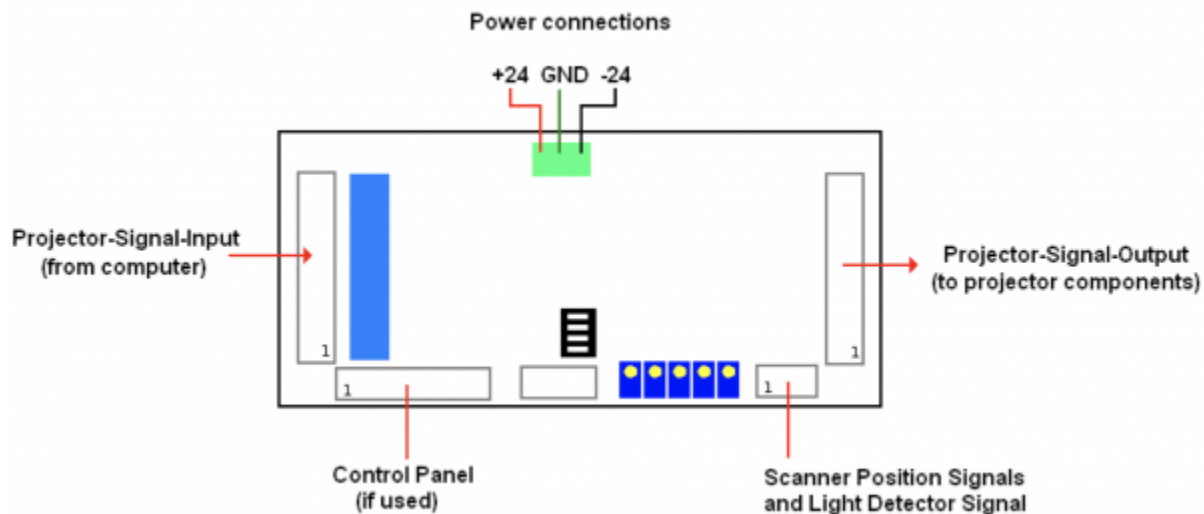 Power connections
+24 GND -24
Projector-Signal-Input
(from computer)
Projector-Signal-Output
(to projector components)
1
1
1
1
Control Panel
(if used)
Scanner Position Signals
and Light Detector Signal